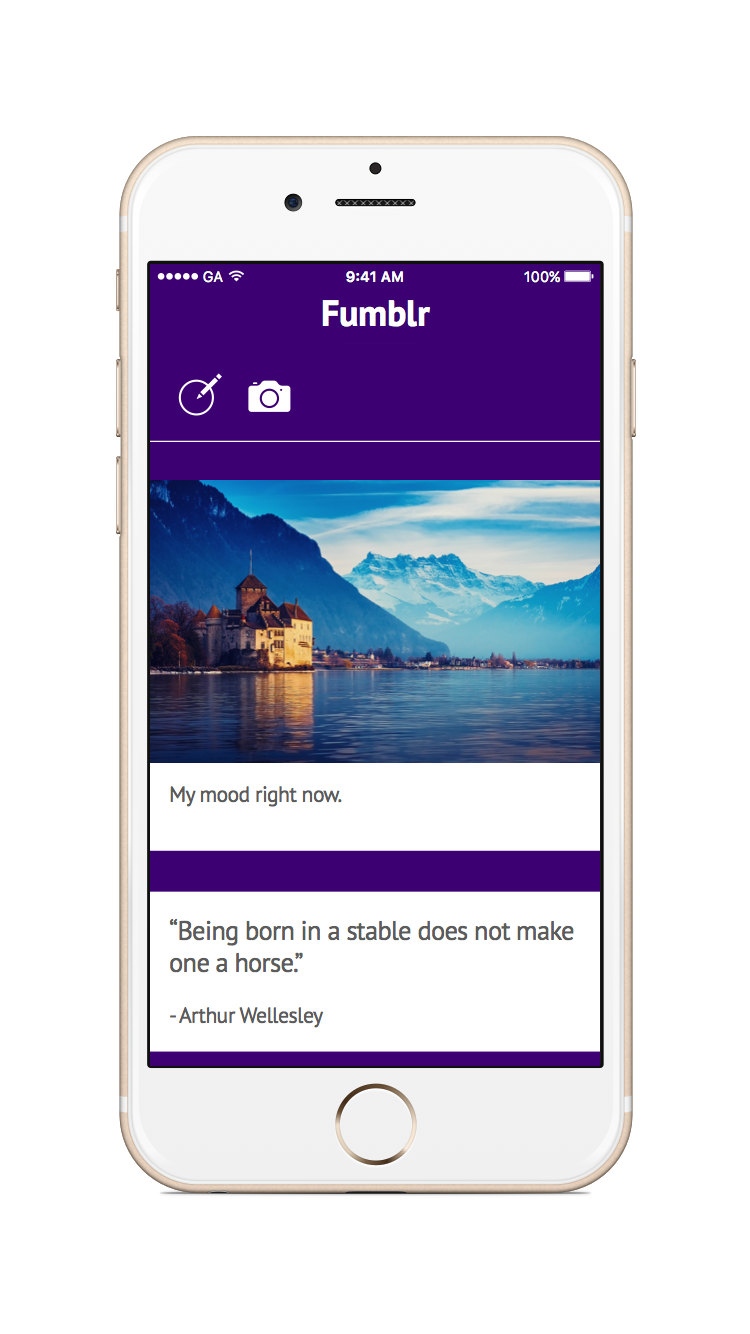 GA 9:41 AM 100%
Fumblr
My mood right now.
“Being born in a stable does not make
one a horse.”
- Arthur Wellesley